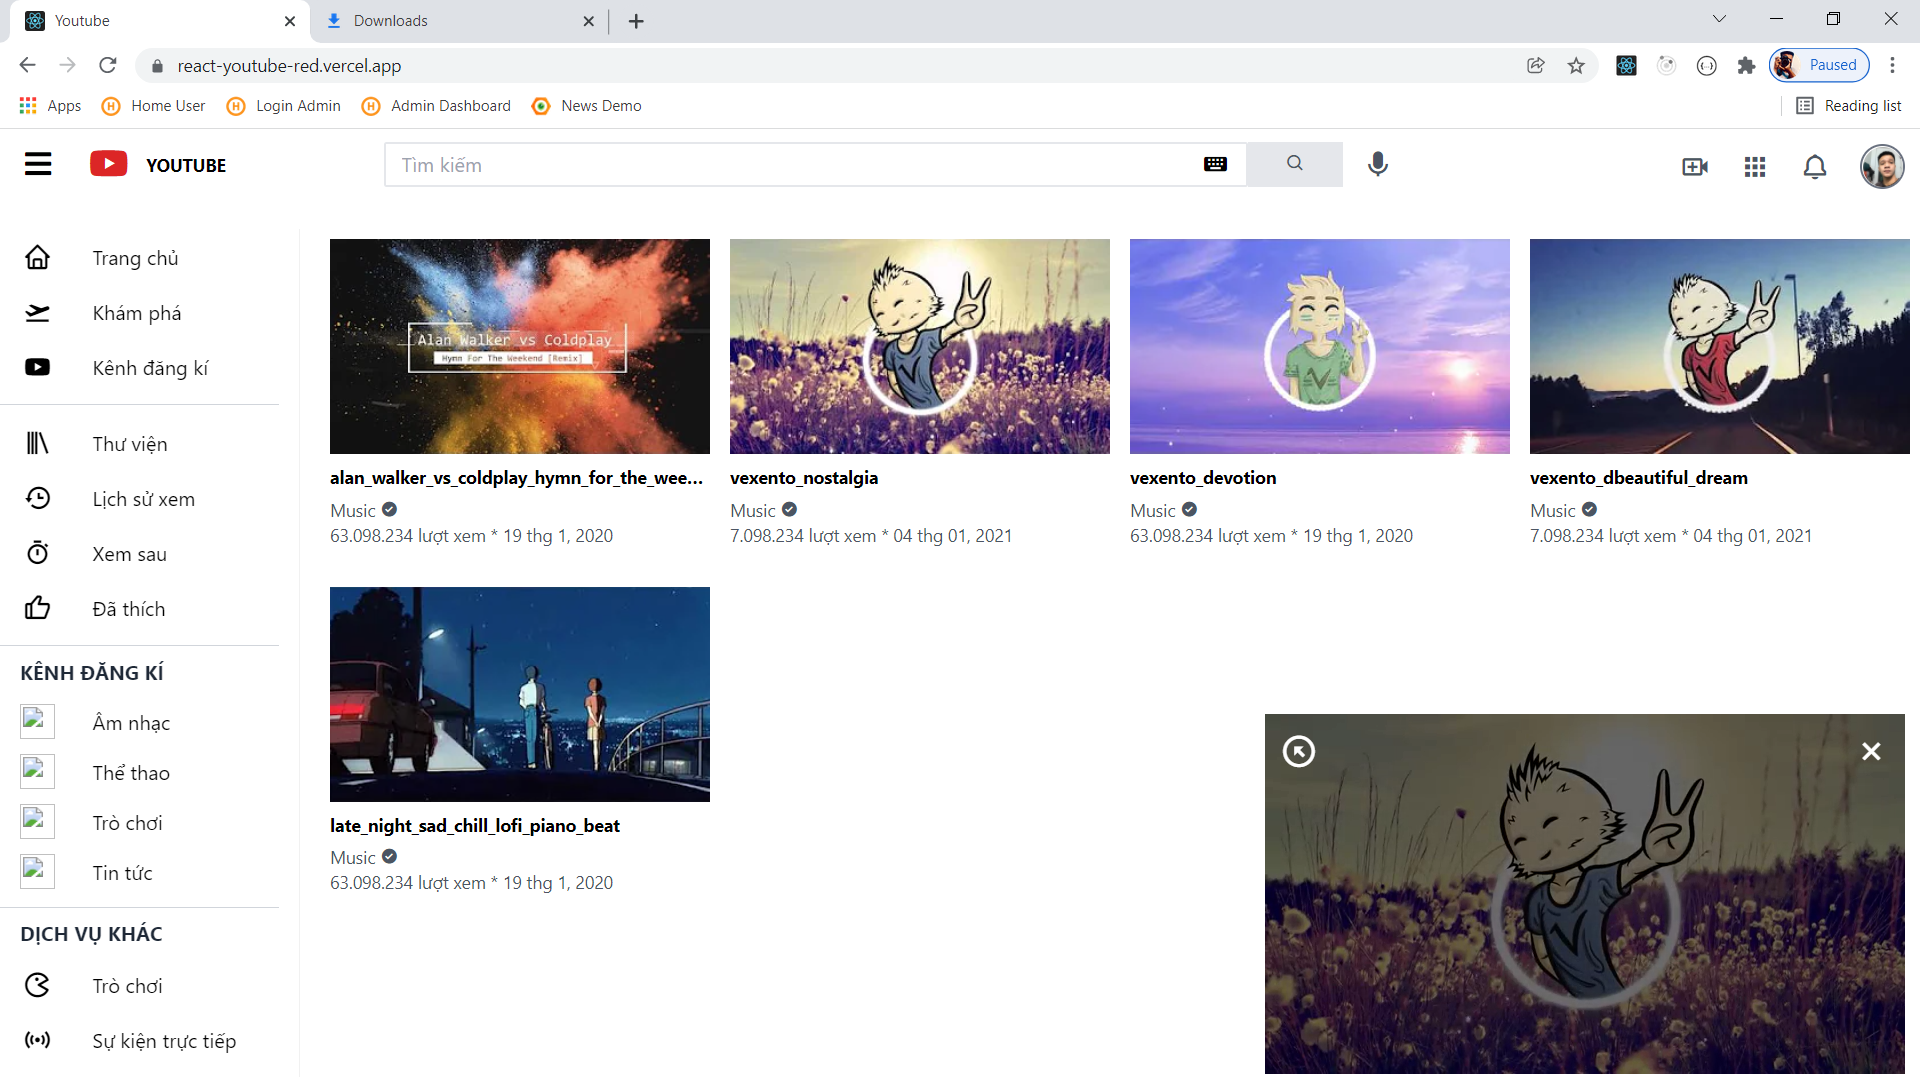 Youtube
Downloads
react-youtube-red.vercel.app
Paused
Apps
Home User
Login Admin
Admin Dashboard
News Demo
Reading list
YOUTUBE
Tìm kiếm
Trang chủ
Khám phá
Kênh đăng kí
Thư viện
Lịch sử xem
Xem sau
Đã thích
KÊNH ĐĂNG KÍ
Âm nhạc
Thể thao
Trò chơi
Tin tức
DỊCH VỤ KHÁC
Trò chơi
Sự kiện trực tiếp
Alan Walker vs Coldplay
Hymn For The Weekend [Remix]
alan_walker_vs_coldplay_hymn_for_the_wee...
Music
63.098.234 lượt xem * 19 thg 1, 2020
vexento_nostalgia
Music
7.098.234 lượt xem * 04 thg 01, 2021
vexento_devotion
Music
63.098.234 lượt xem * 19 thg 1, 2020
vexento_dbeautiful_dream
Music
7.098.234 lượt xem * 04 thg 01, 2021
late_night_sad_chill_lofi_piano_beat
Music
63.098.234 lượt xem * 19 thg 1, 2020